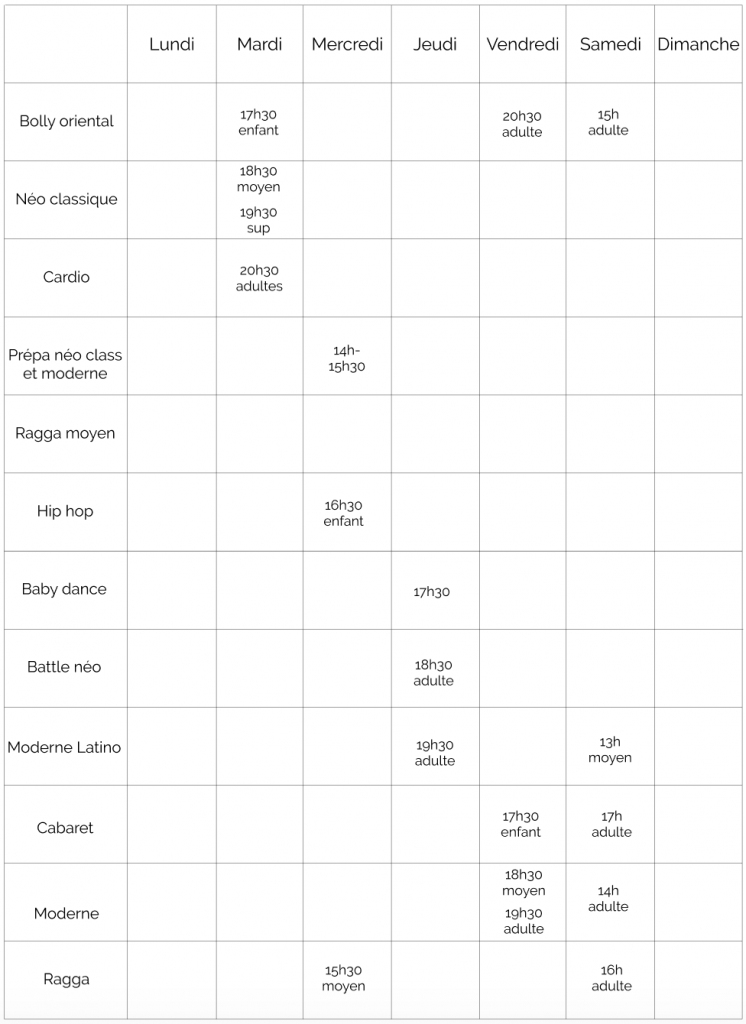 Lundi Mardi Mercredi Jeudi Vendredi Samedi Dimanche
Bolly oriental
17h30
enfant
20h30
adulte
15h
adulte
Néo classique
18h30
moyen
19h30
sup
Cardio
20h30
adultes
Prépa néo class
et moderne
14h-
15h30
Ragga moyen
Hip hop
16h30
enfant
Baby dance
17h30
Battle néo
18h30
adulte
Moderne Latino
19h30
adulte
13h
moyen
Cabaret
17h30
enfant
17h
adulte
Moderne
18h30
moyen
19h30
adulte
14h
adulte
Ragga
15h30
moyen
16h
adulte